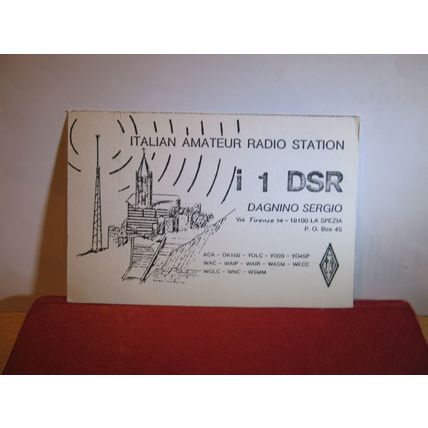 ITALIAN AMATEUR RADIO STATION
i 1 DSR
DAGNINO SERGIO
Via Firenze 14 - 19100 LA SPEZIA
P. O. Box 45
ACA - OK100 - YOLC - YO20 - YO45P
WAC - WAIP - WAIR - WASM - WECC
WGLC - WNC - WSMM